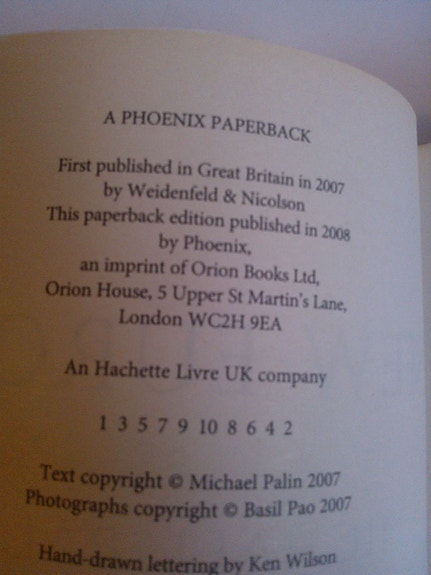 A PHOENIX PAPERBACK
First published in Great Britain in 2007
by Weidenfeld & Nicolson
This paperback edition published in 2008
by Phoenix,
an imprint of Orion Books Ltd,
Orion House, 5 Upper St Martin's Lane,
London WC2H 9EA
An Hachette Livre UK company
1 3 5 7 9 10 8 6 4 2
Text copyright © Michael Palin 2007
Photographs copyright © Basil Pao 2007
Hand-drawn lettering by Ken Wilson